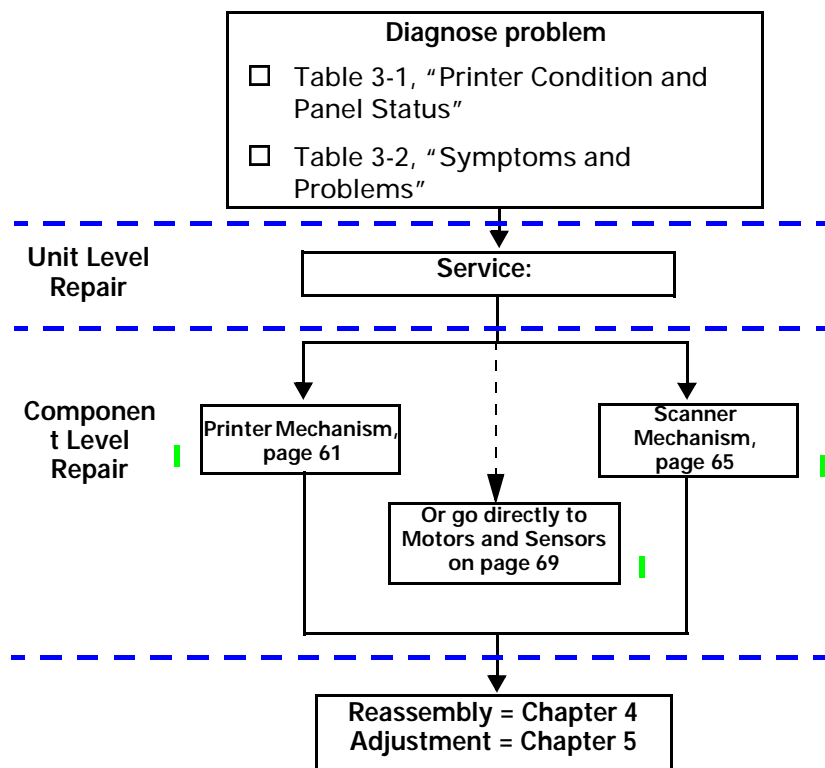 Diagnose problem
☐ Table 3-1, “Printer Condition and
Panel Status”
☐ Table 3-2, “Symptoms and
Problems”
Unit Level
Repair
Service:
Componen
t Level
Repair
Printer Mechanism,
page 61
Scanner
Mechanism,
page 65
Or go directly to
Motors and Sensors
on page 69
Reassembly = Chapter 4
Adjustment = Chapter 5